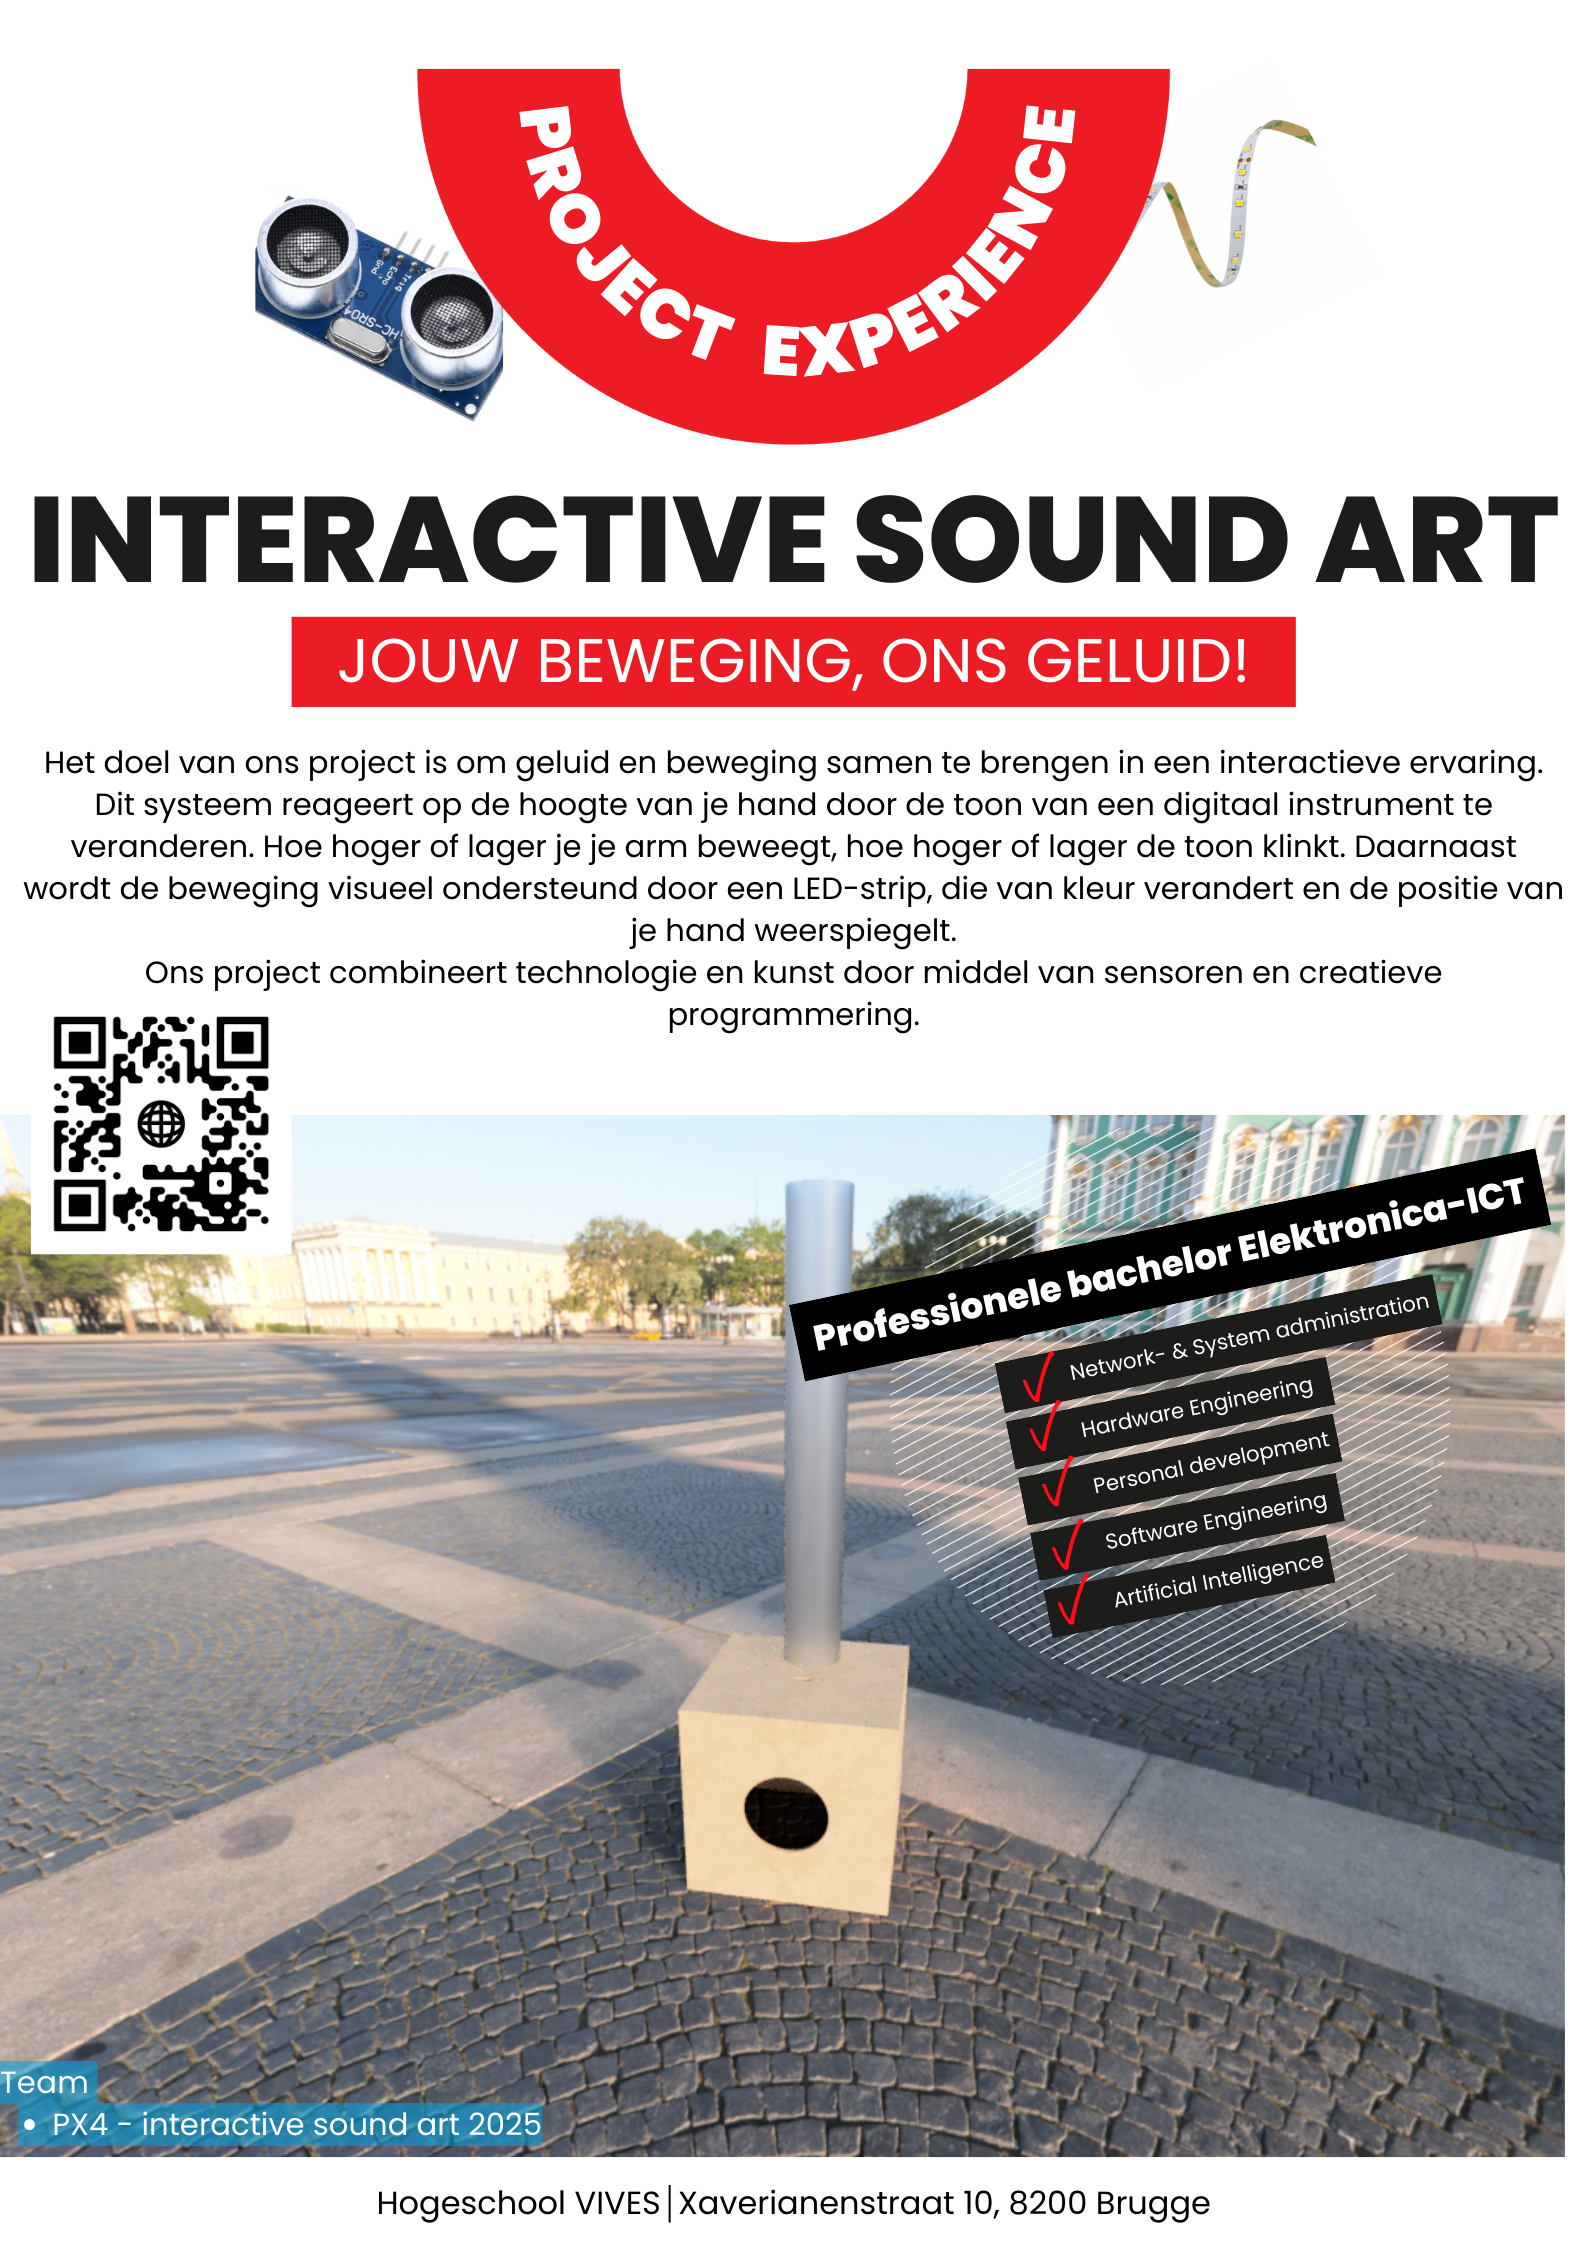 PROJECT EXPERIENCE
Gnd
Echo
Trig
HC-SR04
INTERACTIVE SOUND ART
JOUW BEWEGING, ONS GELUID!
Het doel van ons project is om geluid en beweging samen te brengen in een interactieve ervaring.
Dit systeem reageert op de hoogte van je hand door de toon van een digitaal instrument te
veranderen. Hoe hoger of lager je je arm beweegt, hoe hoger of lager de toon klinkt. Daarnaast
wordt de beweging visueel ondersteund door een LED-strip, die van kleur verandert en de positie van
je hand weerspiegelt.
Ons project combineert technologie en kunst door middel van sensoren en creatieve
programmering.
Professionele bachelor Elektronica-ICT
Network- & System administration
Hardware Engineering
Personal development
Software Engineering
Artificial Intelligence
Team
• PX4 - interactive sound art 2025
Hogeschool VIVES|Xaverianenstraat 10, 8200 Brugge